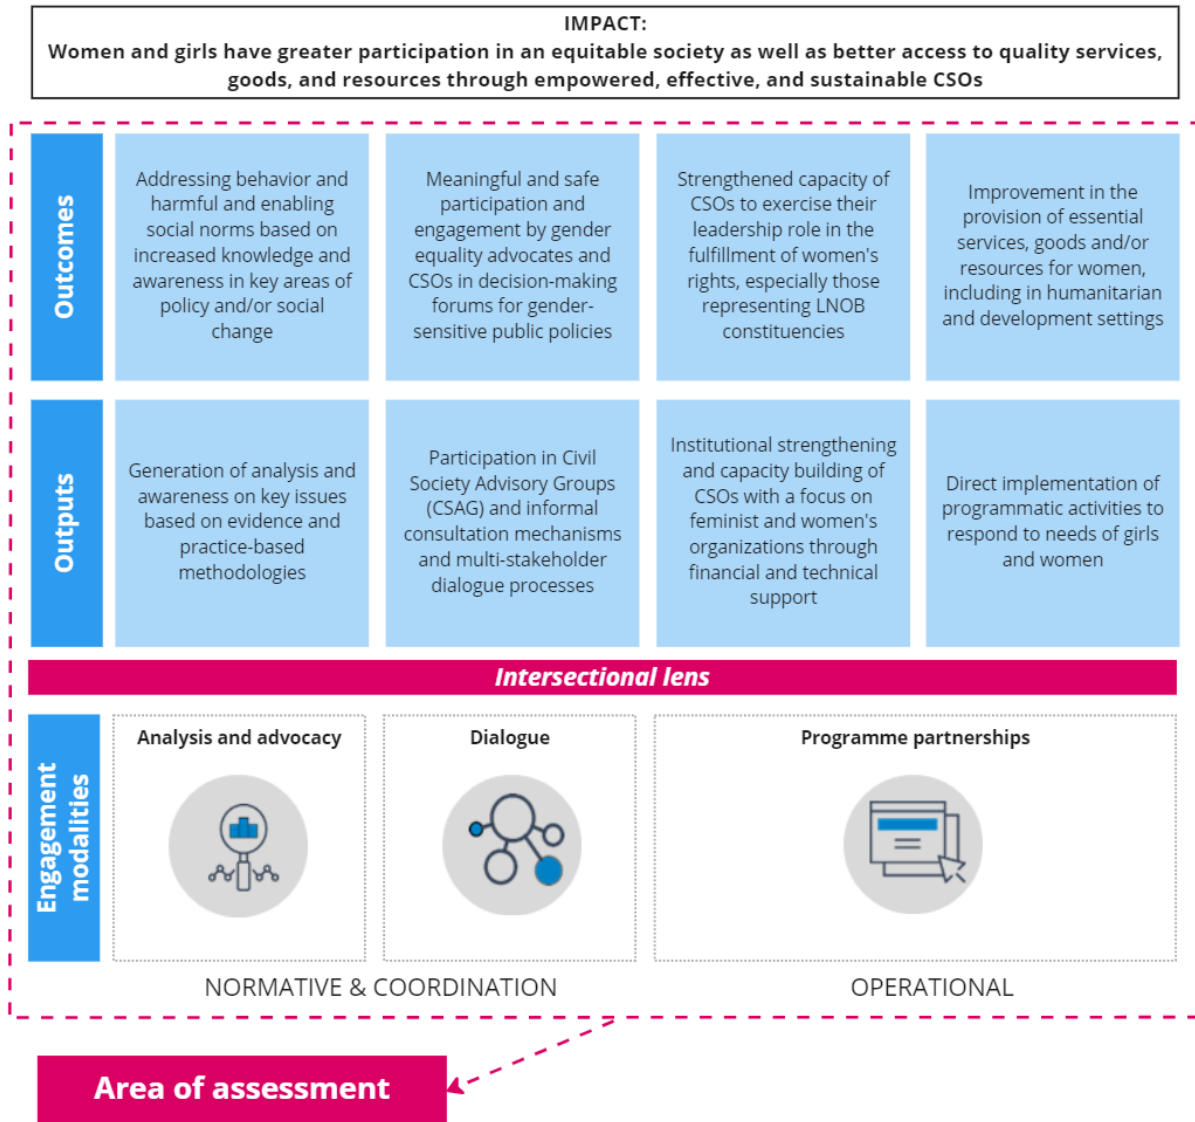 IMPACT:
Women and girls have greater participation in an equitable society as well as better access to quality services,
goods, and resources through empowered, effective, and sustainable CSOs
Outcomes
Addressing behavior and
harmful and enabling
social norms based on
increased knowledge and
awareness in key areas of
policy and/or social
change
Meaningful and safe
participation and
engagement by gender
equality advocates and
CSOs in decision-making
forums for gender-
sensitive public policies
Strengthened capacity of
CSOs to exercise their
leadership role in the
fulfillment of women's
rights, especially those
representing LNOB
constituencies
Improvement in the
provision of essential
services, goods and/or
resources for women,
including in humanitarian
and development settings
Outputs
Generation of analysis and
awareness on key issues
based on evidence and
practice-based
methodologies
Participation in Civil
Society Advisory Groups
(CSAG) and informal
consultation mechanisms
and multi-stakeholder
dialogue processes
Institutional strengthening
and capacity building of
CSOs with a focus on
feminist and women's
organizations through
financial and technical
support
Direct implementation of
programmatic activities to
respond to needs of girls
and women
Intersectional lens
Engagement
modalities
Analysis and advocacy
Dialogue
Programme partnerships
NORMATIVE & COORDINATION
OPERATIONAL
Area of assessment